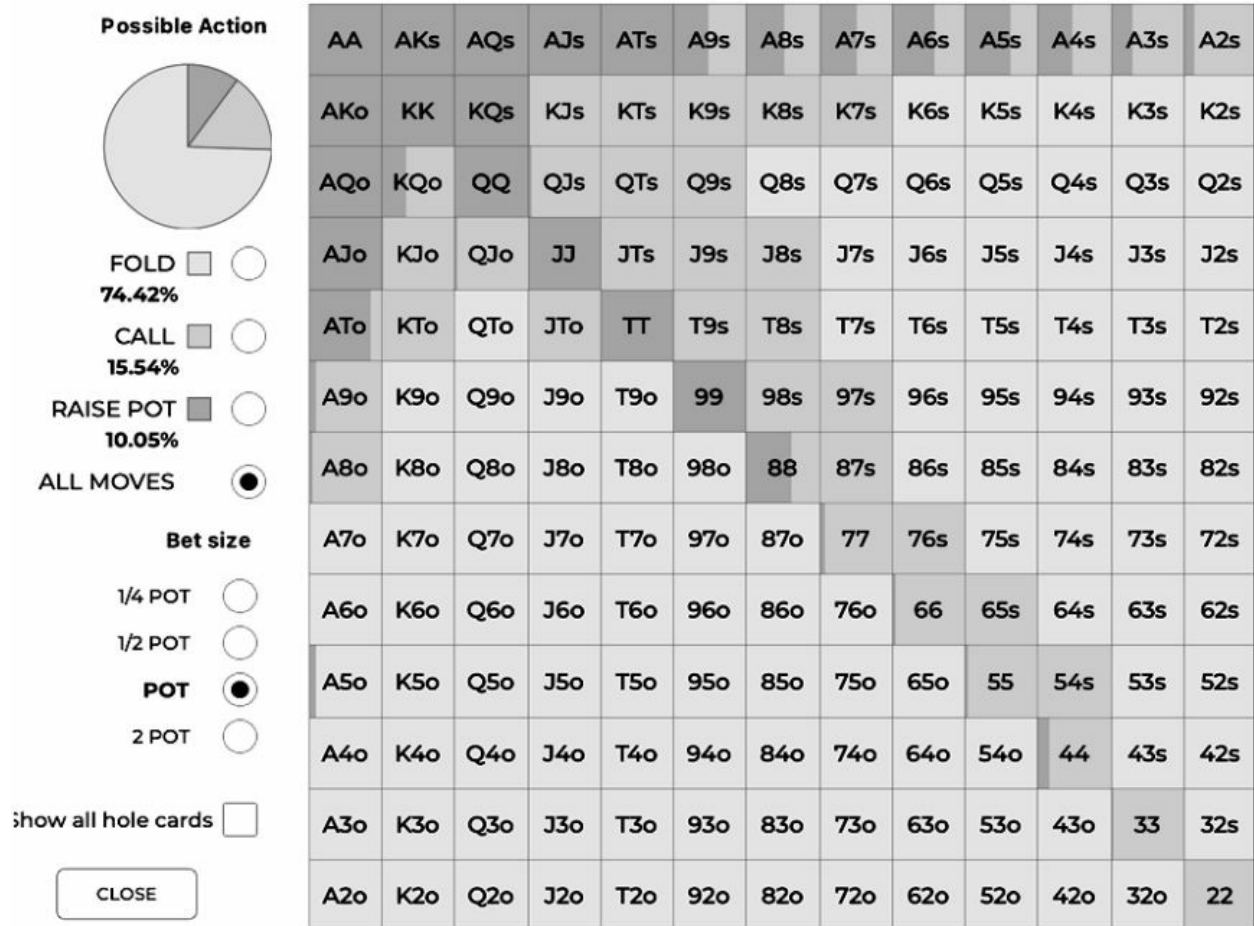 Possible Action
FOLD
74.42%
CALL
15.54%
RAISE POT
10.05%
ALL MOVES
Bet size
1/4 POT
1/2 POT
POT
2 POT
Show all hole cards
CLOSE
AA AKs AQs AJs ATs A9s A8s A7s A6s A5s A4s A3s A2s
AKo KK KQs KJs KTs K9s K8s K7s K6s K5s K4s K3s K2s
AQo KQo QQ QJs QTs Q9s Q8s Q7s Q6s Q5s Q4s Q3s Q2s
AJo KJo QJo JJ JTs J9s J8s J7s J6s J5s J4s J3s J2s
ATo KTo QTo JTo TT T9s T8s T7s T6s T5s T4s T3s T2s
A9o K9o Q9o J9o T9o 99 98s 97s 96s 95s 94s 93s 92s
A8o K8o Q8o J8o T8o 98o 88 87s 86s 85s 84s 83s 82s
A7o K7o Q7o J7o T7o 97o 87o 77 76s 75s 74s 73s 72s
A6o K6o Q6o J6o T6o 96o 86o 76o 66 65s 64s 63s 62s
A5o K5o Q5o J5o T5o 95o 85o 75o 65o 55 54s 53s 52s
A4o K4o Q4o J4o T4o 94o 84o 74o 64o 54o 44 43s 42s
A3o K3o Q3o J3o T3o 93o 83o 73o 63o 53o 43o 33 32s
A2o K2o Q2o J2o T2o 92o 82o 72o 62o 52o 42o 32o 22